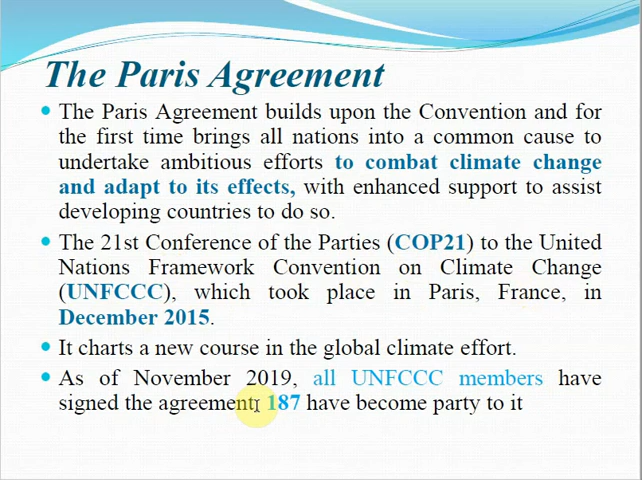 The Paris Agreement
The Paris Agreement builds upon the Convention and for
the first time brings all nations into a common cause to
undertake ambitious efforts to combat climate change
and adapt to its effects, with enhanced support to assist
developing countries to do so.
The 21st Conference of the Parties (COP21) to the United
Nations Framework Convention on Climate Change
(UNFCCC), which took place in Paris, France, in
December 2015.
It charts a new course in the global climate effort.
As of November 2019, all UNFCCC members have
signed the agreement, 187 have become party to it